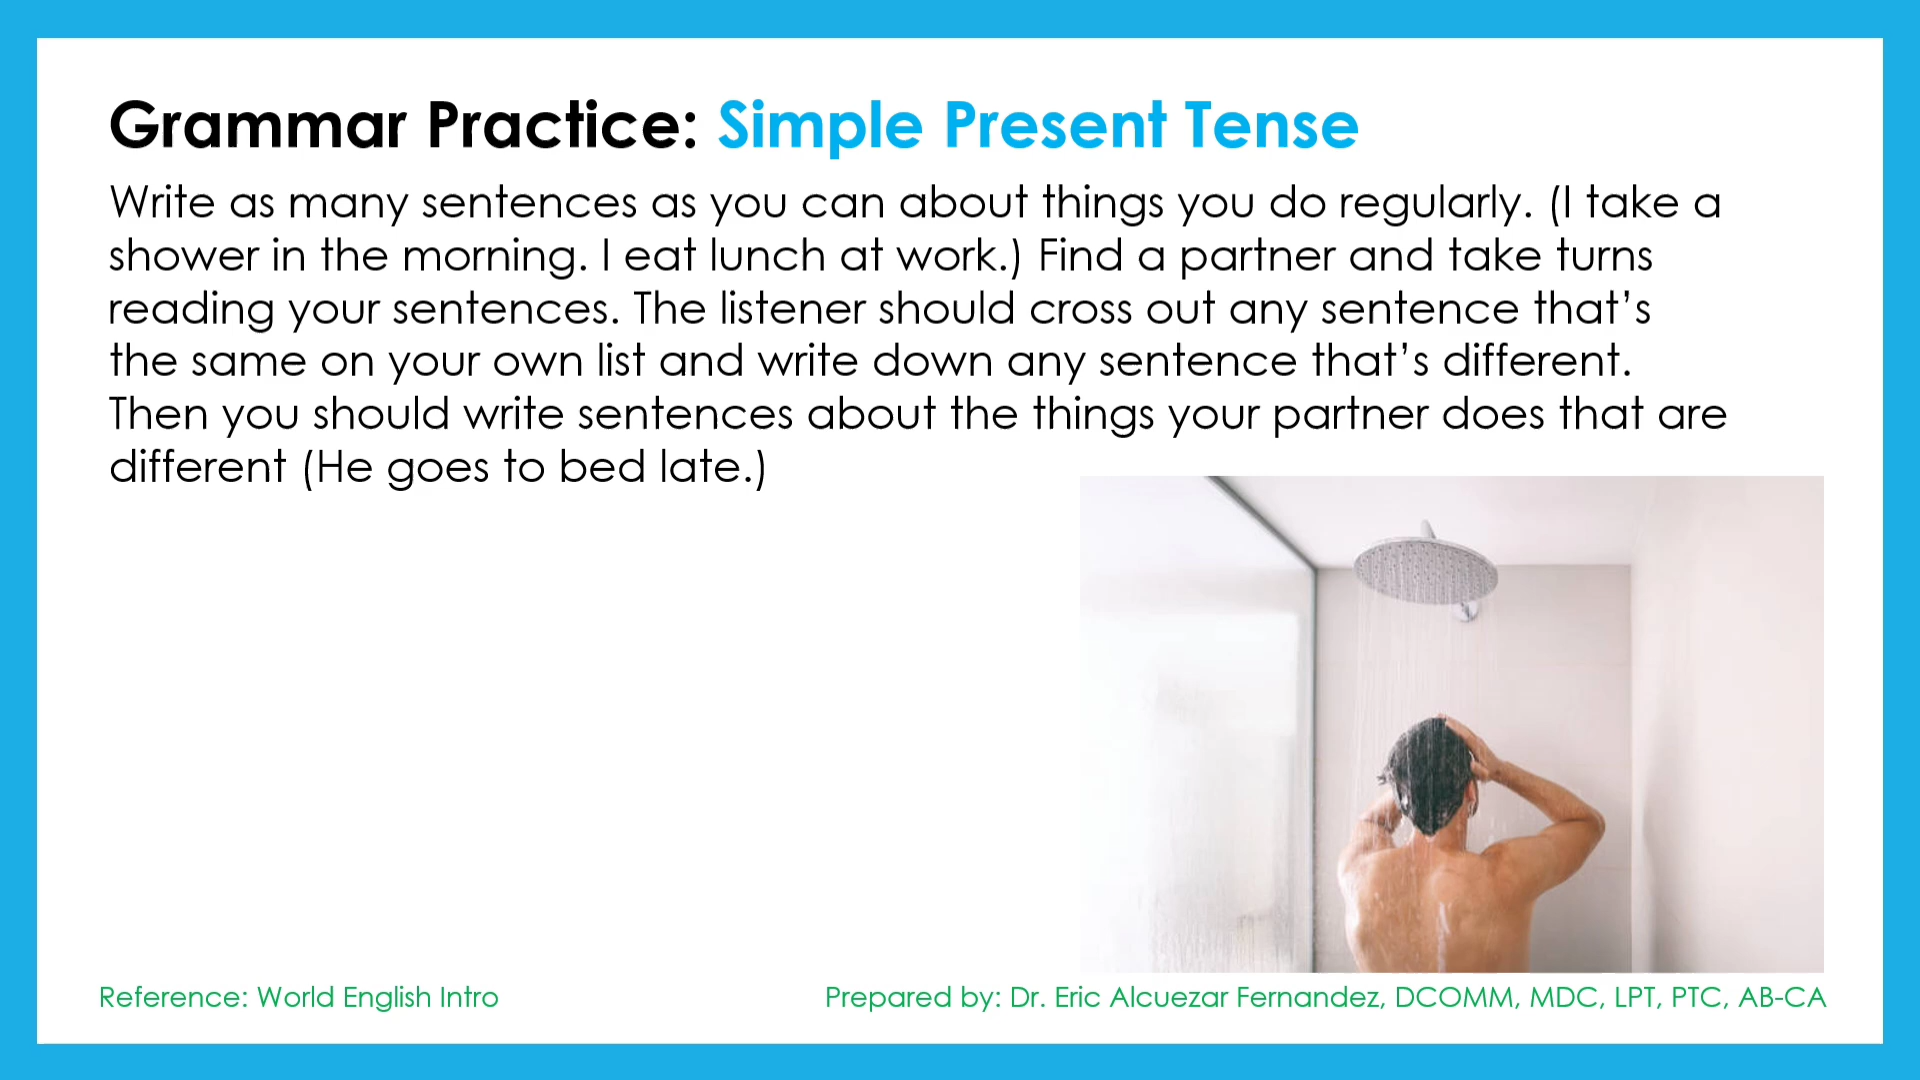 Grammar Practice: Simple Present Tense
Write as many sentences as you can about things you do regularly. (I take a
shower in the morning. I eat lunch at work.) Find a partner and take turns
reading your sentences. The listener should cross out any sentence that’s
the same on your own list and write down any sentence that’s different.
Then you should write sentences about the things your partner does that are
different (He goes to bed late.)
Reference: World English Intro
Prepared by: Dr. Eric Alcuezar Fernandez, DCOMM, MDC, LPT, PTC, AB-CA